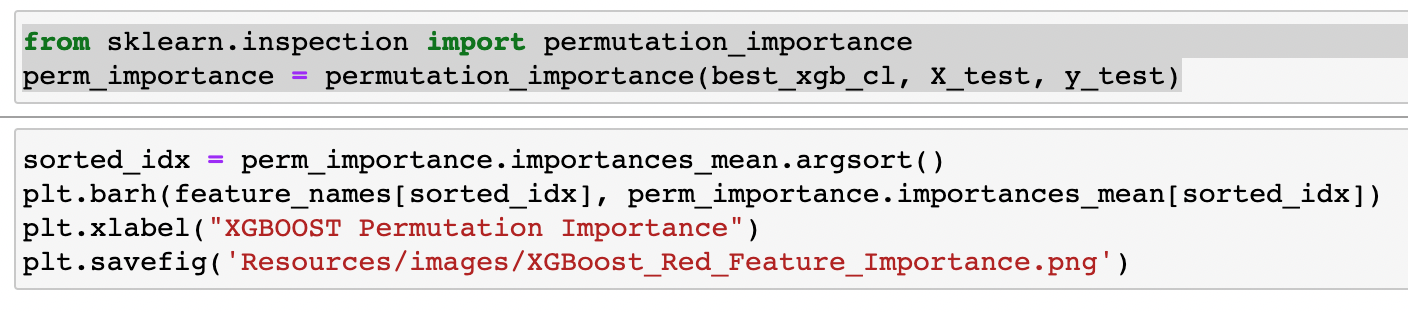 from sklearn.inspection import permutation_importance
perm_importance = permutation_importance(best_xgb_cl, X_test, y_test)
sorted_idx = perm_importance.importances_mean.argsort()
plt.barh(feature_names[sorted_idx], perm_importance.importances_mean[sorted_idx])
plt.xlabel("XGBOOST Permutation Importance")
plt.savefig('Resources/images/XGBoost_Red_Feature_Importance.png')